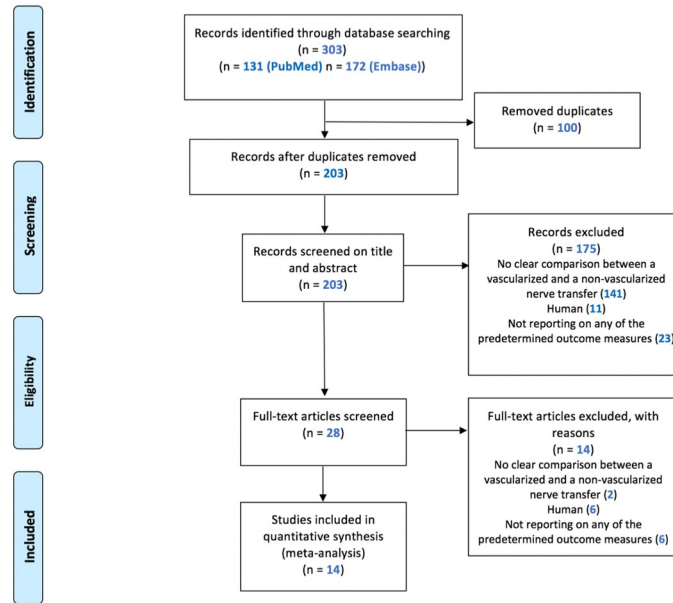 Identification
Records identified through database searching
(n = 303)
(n = 131 (PubMed) n = 172 (Embase))
Removed duplicates
(n = 100)
Records after duplicates removed
(n = 203)
Screening
Records screened on title
and abstract
(n = 203)
Records excluded
(n = 175)
No clear comparison between a
vascularized and a non-vascularized
nerve transfer (141)
Human (11)
Not reporting on any of the
predetermined outcome measures (23)
Eligibility
Full-text articles screened
(n = 28)
Full-text articles excluded, with
reasons
(n = 14)
No clear comparison between a
vascularized and a non-vascularized
nerve transfer (2)
Human (6)
Not reporting on any of the
predetermined outcome measures (6)
Included
Studies included in
quantitative synthesis
(meta-analysis)
(n = 14)